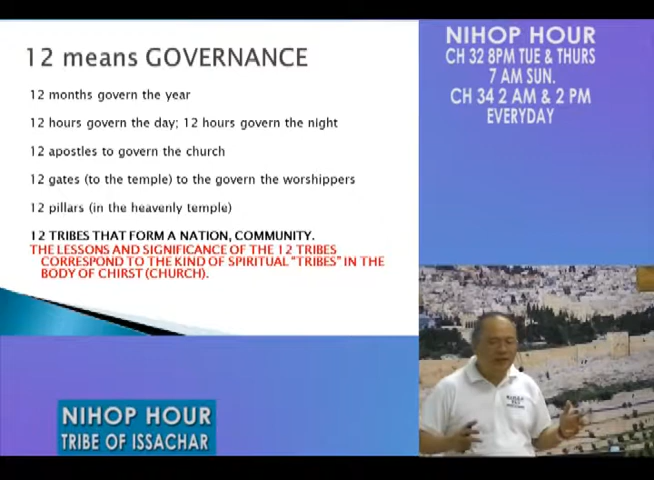 12 means GOVERNANCE
12 months govern the year
12 hours govern the day; 12 hours govern the night
12 apostles to govern the church
12 gates (to the temple) to the govern the worshippers
12 pillars (in the heavenly temple)
12 TRIBES THAT FORM A NATION, COMMUNITY.
THE LESSONS AND SIGNIFICANCE OF THE 12 TRIBES
CORRESPOND TO THE KIND OF SPIRITUAL "TRIBES" IN THE
BODY OF CHIRST (CHURCH).
NIHOP HOUR
CH 32 8PM TUE & THURS
7 AM SUN.
CH 34 2 AM & 2 PM
EVERYDAY
NIHOP HOUR
TRIBE OF ISSACHAR